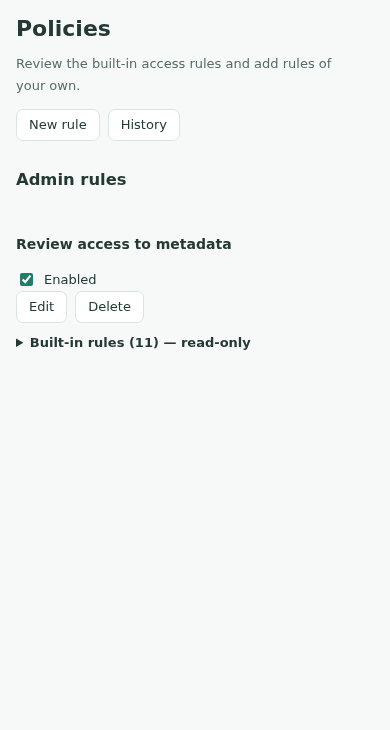 Policies
Review the built-in access rules and add rules of
your own.
New rule
History
Admin rules
Review access to metadata
Enabled
Edit
Delete
Built-in rules (11) — read-only